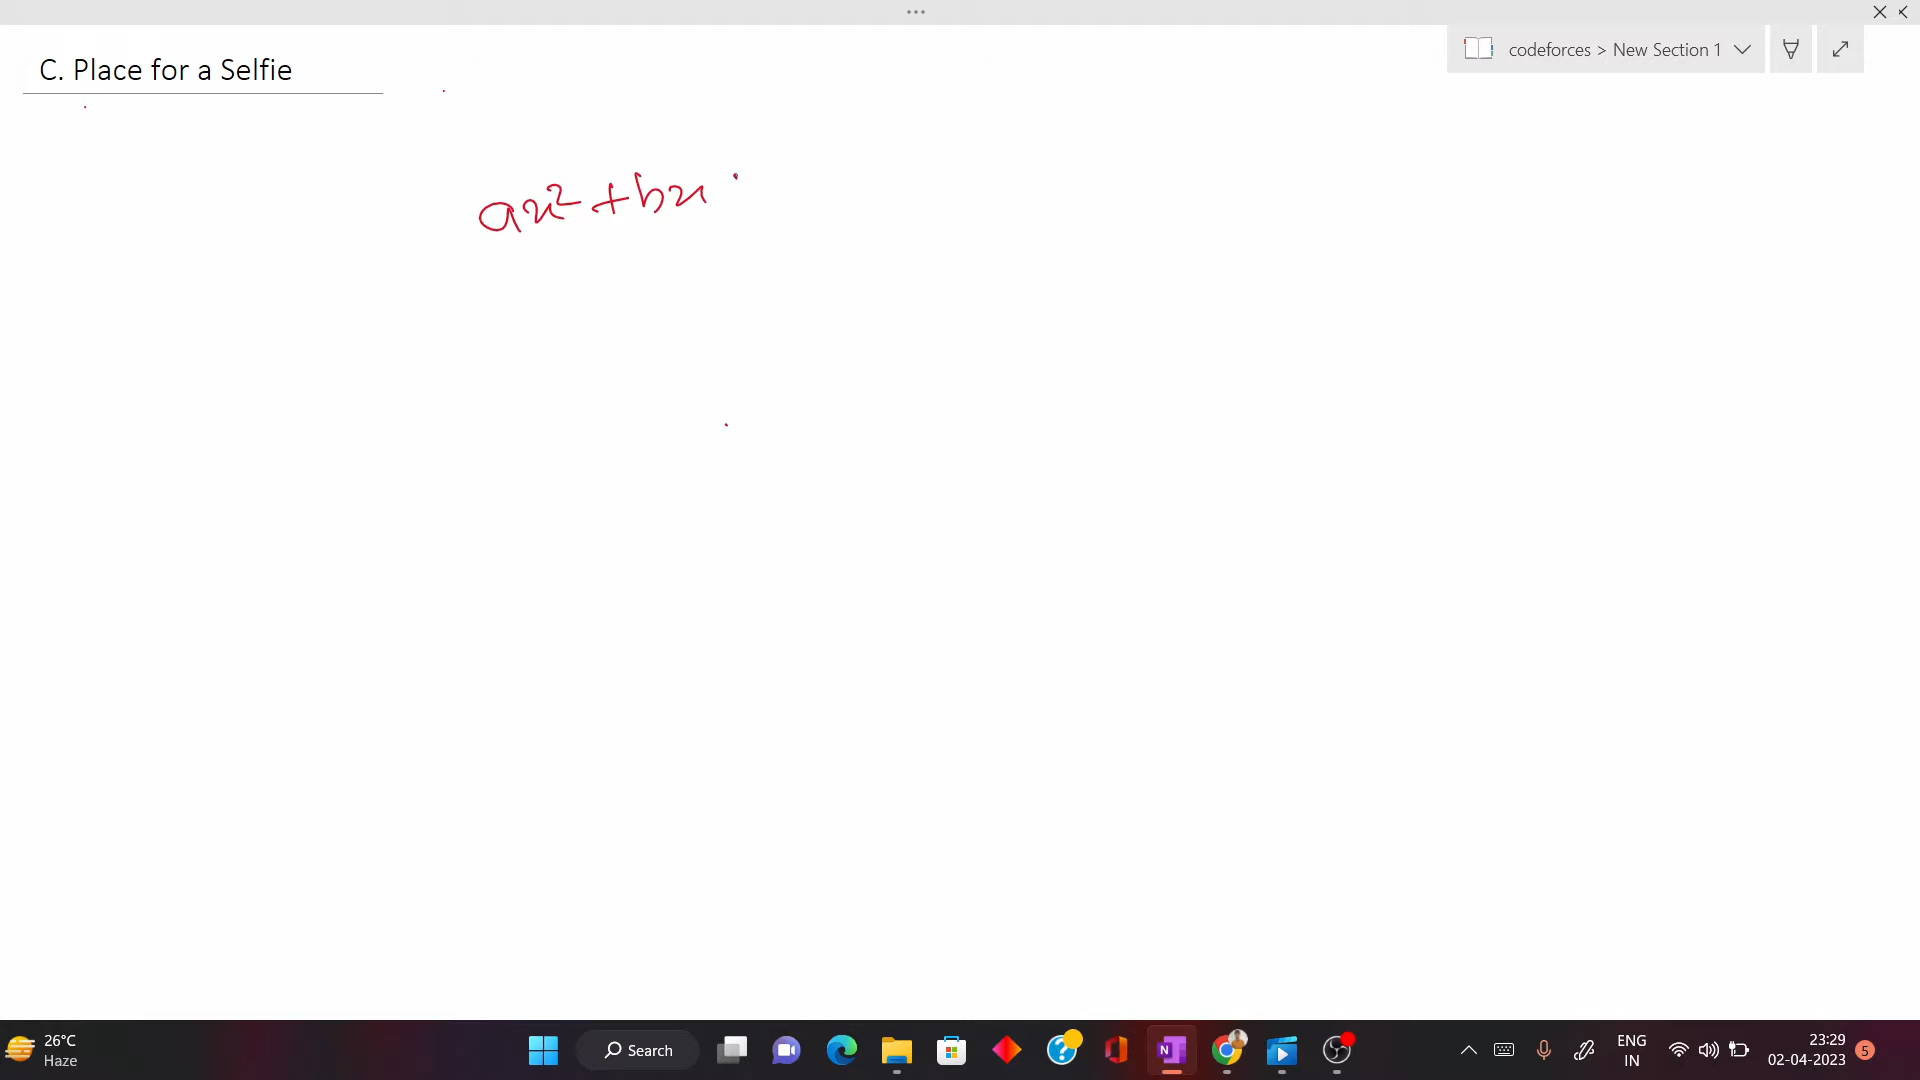 C. Place for a Selfie
codeforces > New Section 1
ax² + bx
26°C
Haze
Search
ENG
IN
23:29
02-04-2023
5